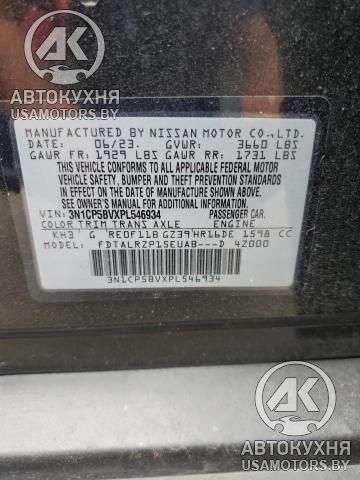 АК
АВТОКУХНЯ
USAMOTORS.BY
MANUFACTURED BY NISSAN MOTOR CO.,LTD.
DATE: 06/23. GVWR: 3660 LBS
GAWR FR: 1929 LBS GAWR RR: 1731 LBS
THIS VEHICLE CONFORMS TO
ALL APPLICABLE FEDERAL MOTOR
VEHICLE SAFETY, BUMPER AND THEFT
PREVENTION STANDARDS IN EFFECT
ON THE DATE OF MANUFACTURE
SHOWN ABOVE.
SEE OWNER'S MANUAL FOR ADDITIONAL INFORMATION.
VIN: 3N1CP5BVXPL546934 PASSENGER CAR.
COLOR TRIM TRANS AXLE ENGINE
KH3 G RE0F11B GZ39 HR16DE 1598 CC
MODEL: FDTALRZP15EUAB---D 4Z000
3N1CP5BVXPL546934
АК
АВТОКУХНЯ
USAMOTORS.BY